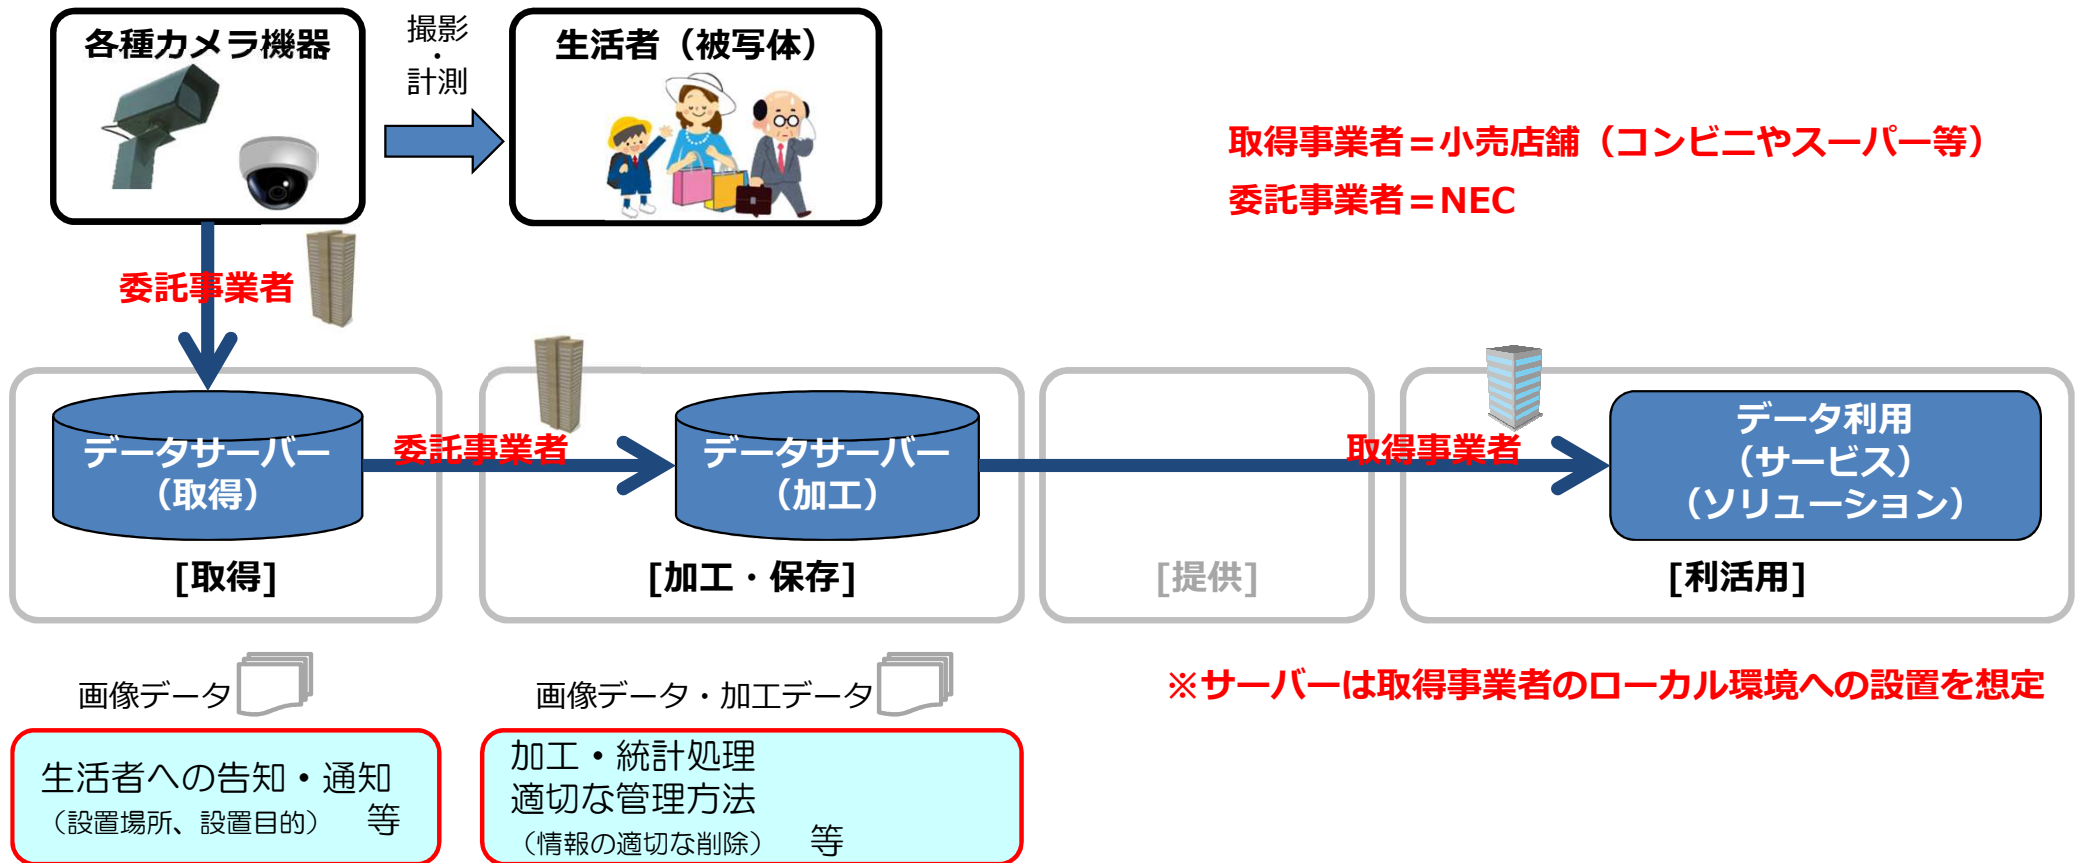 各種カメラ機器
撮影
・
計測
生活者（被写体）
取得事業者＝小売店舗（コンビニやスーパー等）
委託事業者＝NEC
委託事業者
データサーバー
（取得）
[取得]
委託事業者
データサーバー
（加工）
[加工・保存]
[提供]
取得事業者
データ利用
（サービス）
（ソリューション）
[利活用]
画像データ
画像データ・加工データ
※サーバーは取得事業者のローカル環境への設置を想定
生活者への告知・通知
（設置場所、設置目的）　等
加工・統計処理
適切な管理方法
（情報の適切な削除）　等